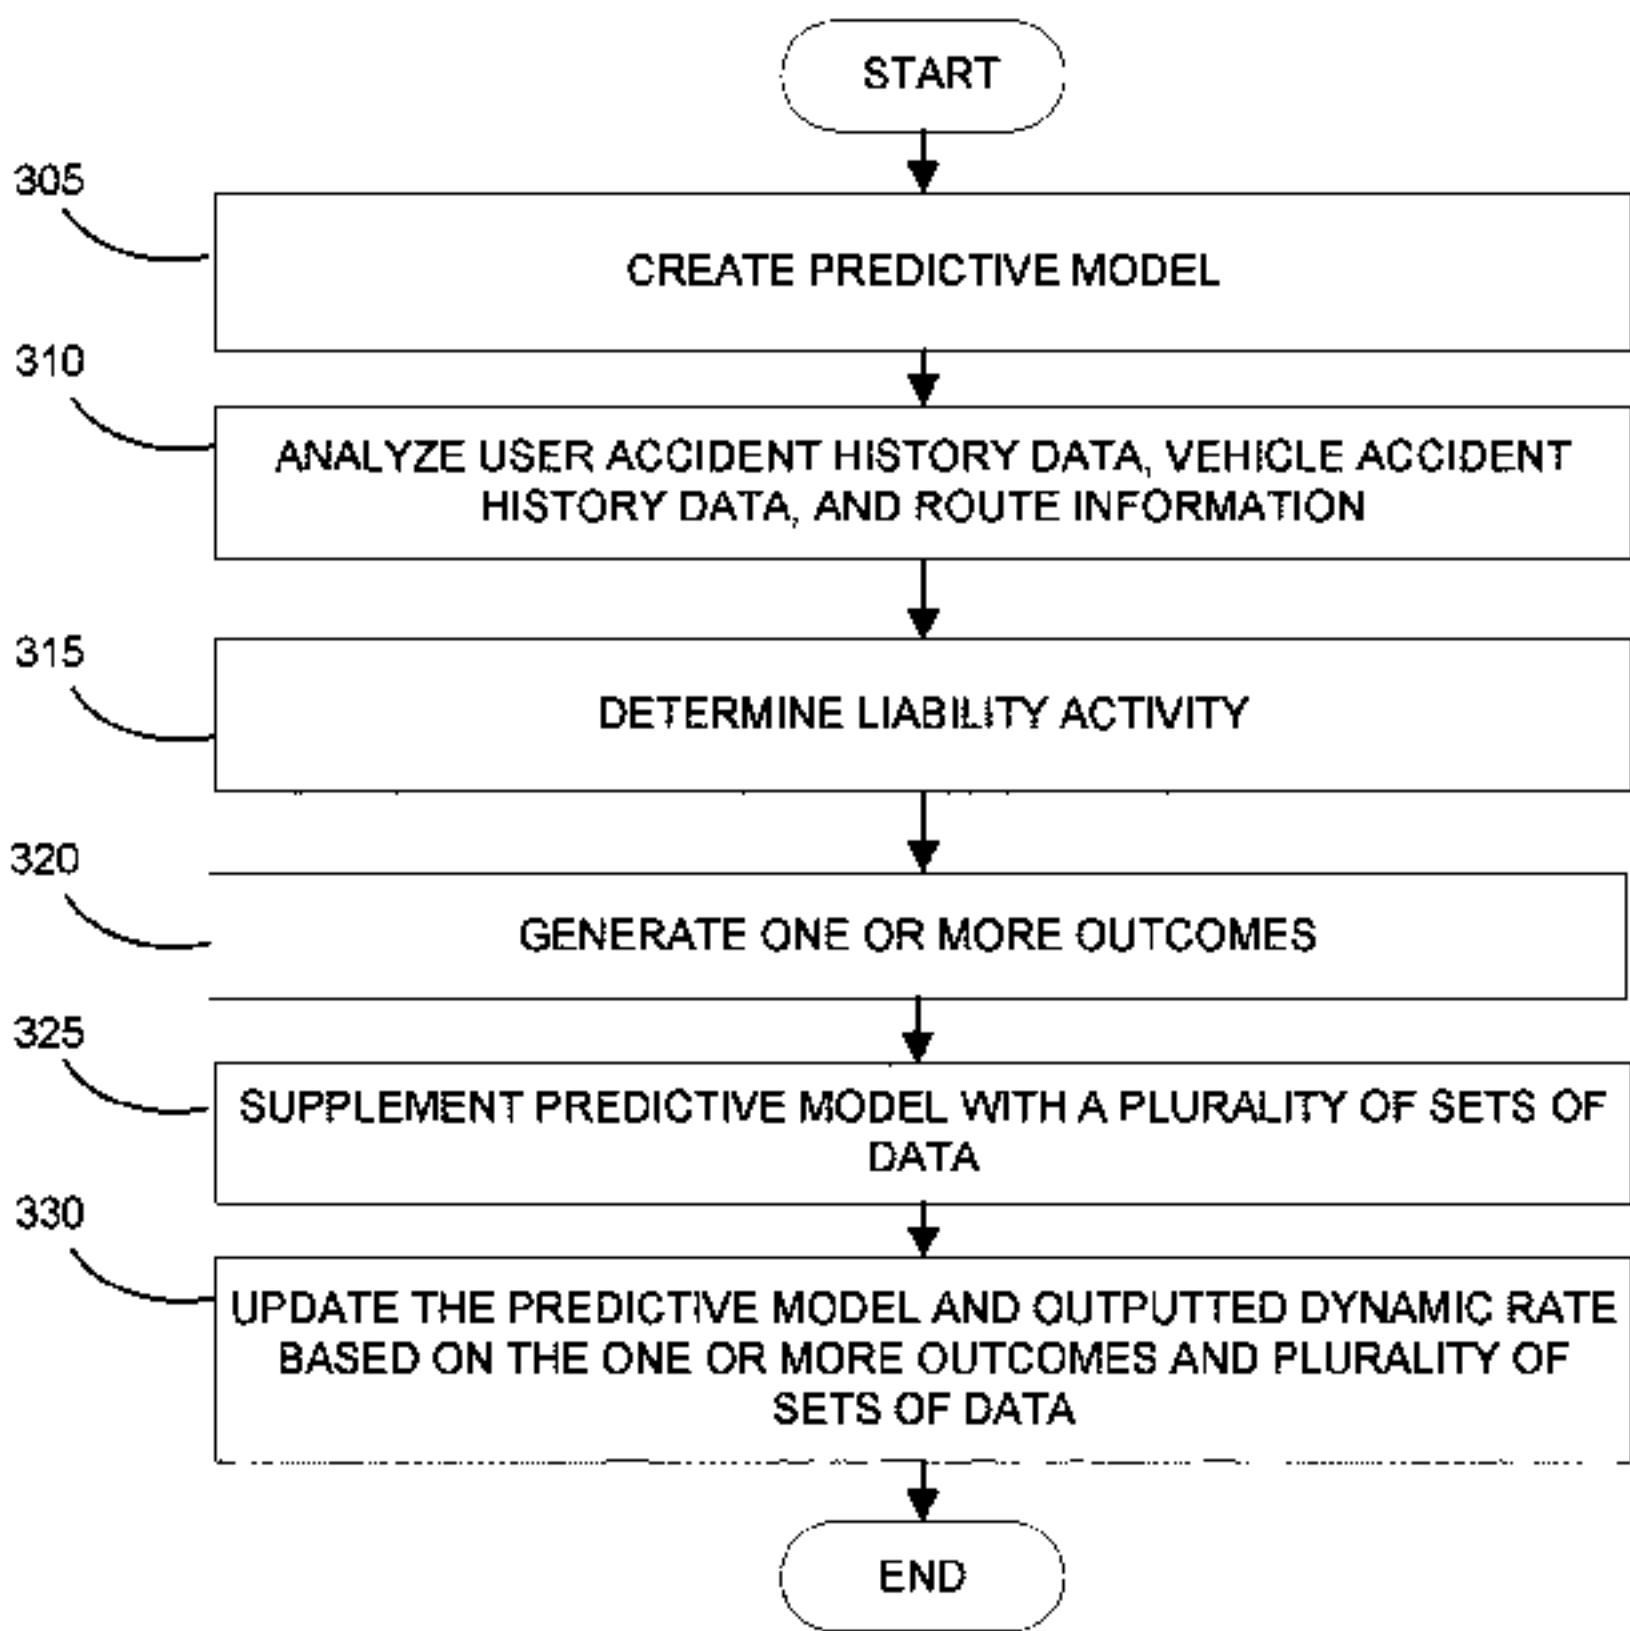 START
305
CREATE PREDICTIVE MODEL
310
ANALYZE USER ACCIDENT HISTORY DATA, VEHICLE ACCIDENT
HISTORY DATA, AND ROUTE INFORMATION
315
DETERMINE LIABILITY ACTIVITY
320
GENERATE ONE OR MORE OUTCOMES
325
SUPPLEMENT PREDICTIVE MODEL WITH A PLURALITY OF SETS OF
DATA
330
UPDATE THE PREDICTIVE MODEL AND OUTPUTTED DYNAMIC RATE
BASED ON THE ONE OR MORE OUTCOMES AND PLURALITY OF
SETS OF DATA
END